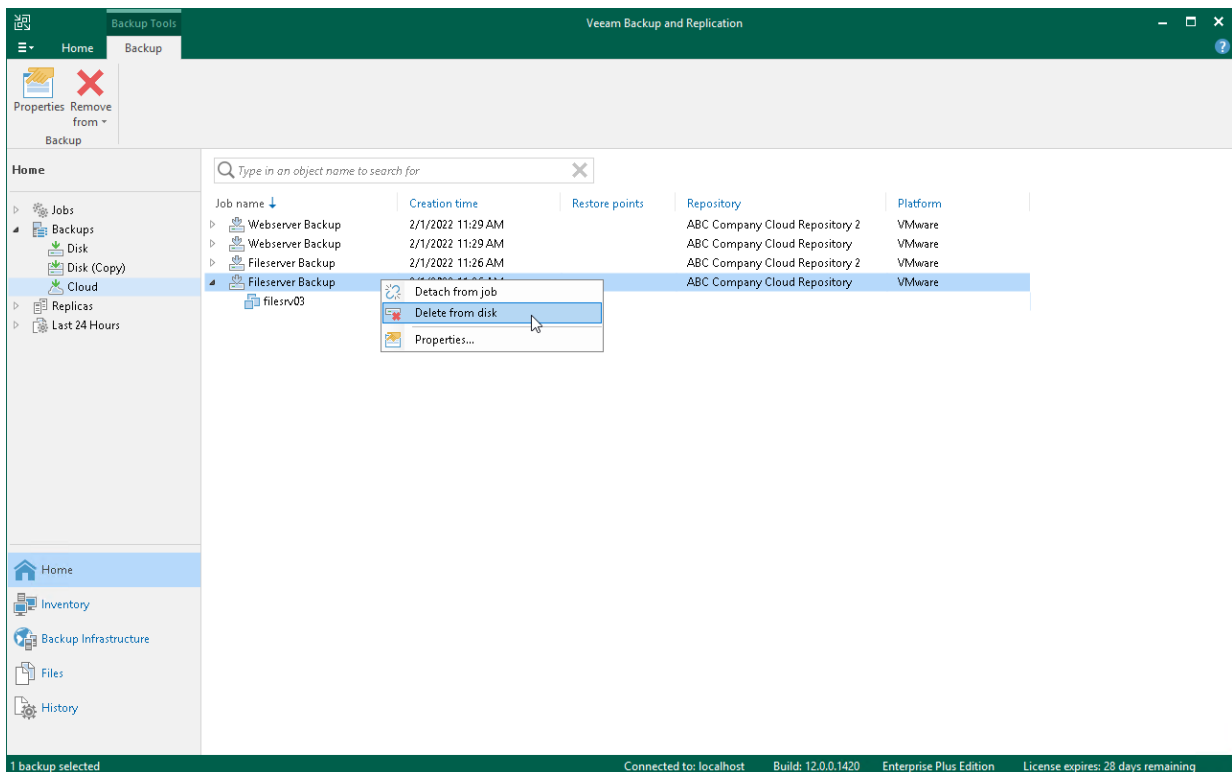 Backup Tools
Veeam Backup and Replication
Home Backup
Properties Remove from
Backup
Home
Type in an object name to search for
Jobs
Backups
Disk
Disk (Copy)
Cloud
Replicas
Last 24 Hours
Job name Creation time Restore points Repository Platform
Webserver Backup 2/1/2022 11:29 AM ABC Company Cloud Repository 2 VMware
Webserver Backup 2/1/2022 11:29 AM ABC Company Cloud Repository VMware
Fileserver Backup 2/1/2022 11:26 AM ABC Company Cloud Repository 2 VMware
Fileserver Backup ABC Company Cloud Repository VMware
filesrv03
Detach from job
Delete from disk
Properties...
Home
Inventory
Backup Infrastructure
Files
History
1 backup selected Connected to: localhost Build: 12.0.0.1420 Enterprise Plus Edition License expires: 28 days remaining